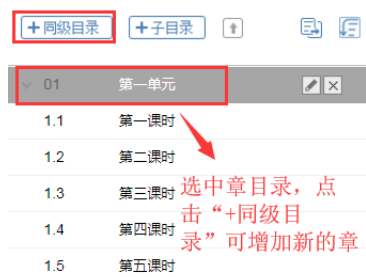 +同级目录 +子目录
01 第一单元
1.1 第一课时
1.2 第二课时
1.3 第三课时
1.4 第四课时
1.5 第五课时
选中章目录，点
击“+同级目
录”可增加新的章